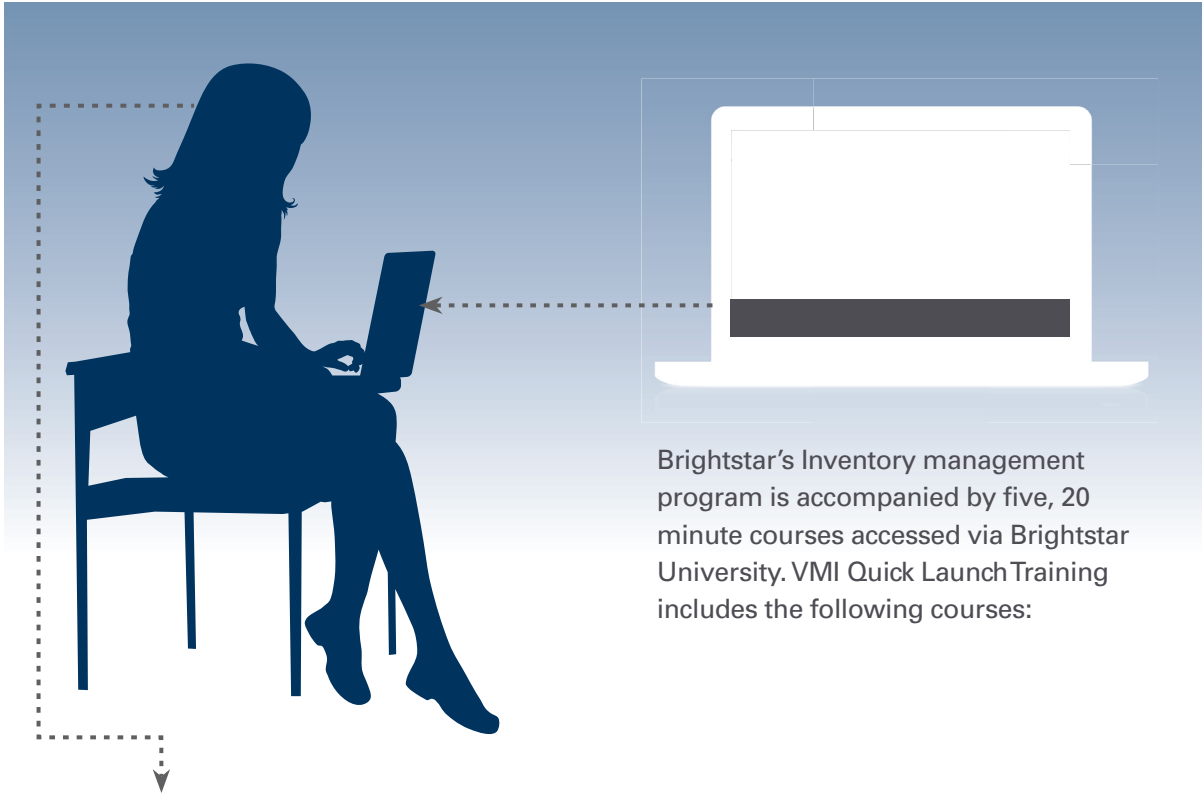 Brightstar’s Inventory management
program is accompanied by five, 20
minute courses accessed via Brightstar
University. VMI Quick Launch Training
includes the following courses: